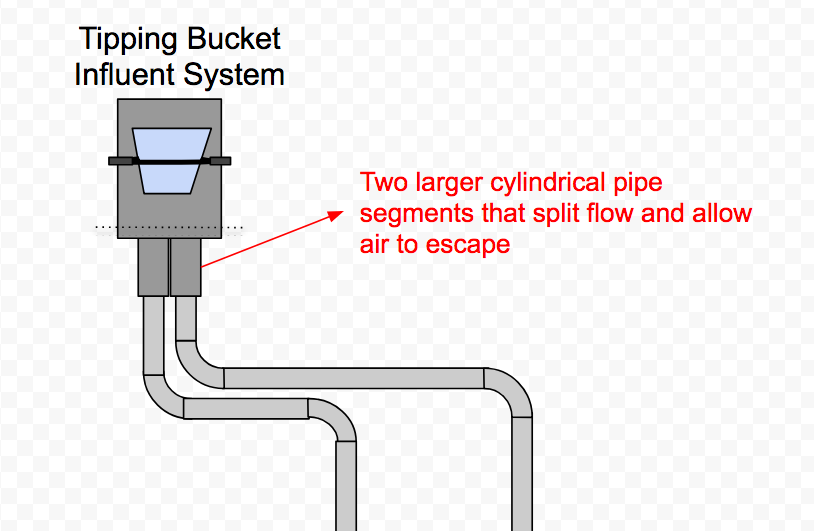 Tipping Bucket
Influent System
Two larger cylindrical pipe
segments that split flow and allow
air to escape